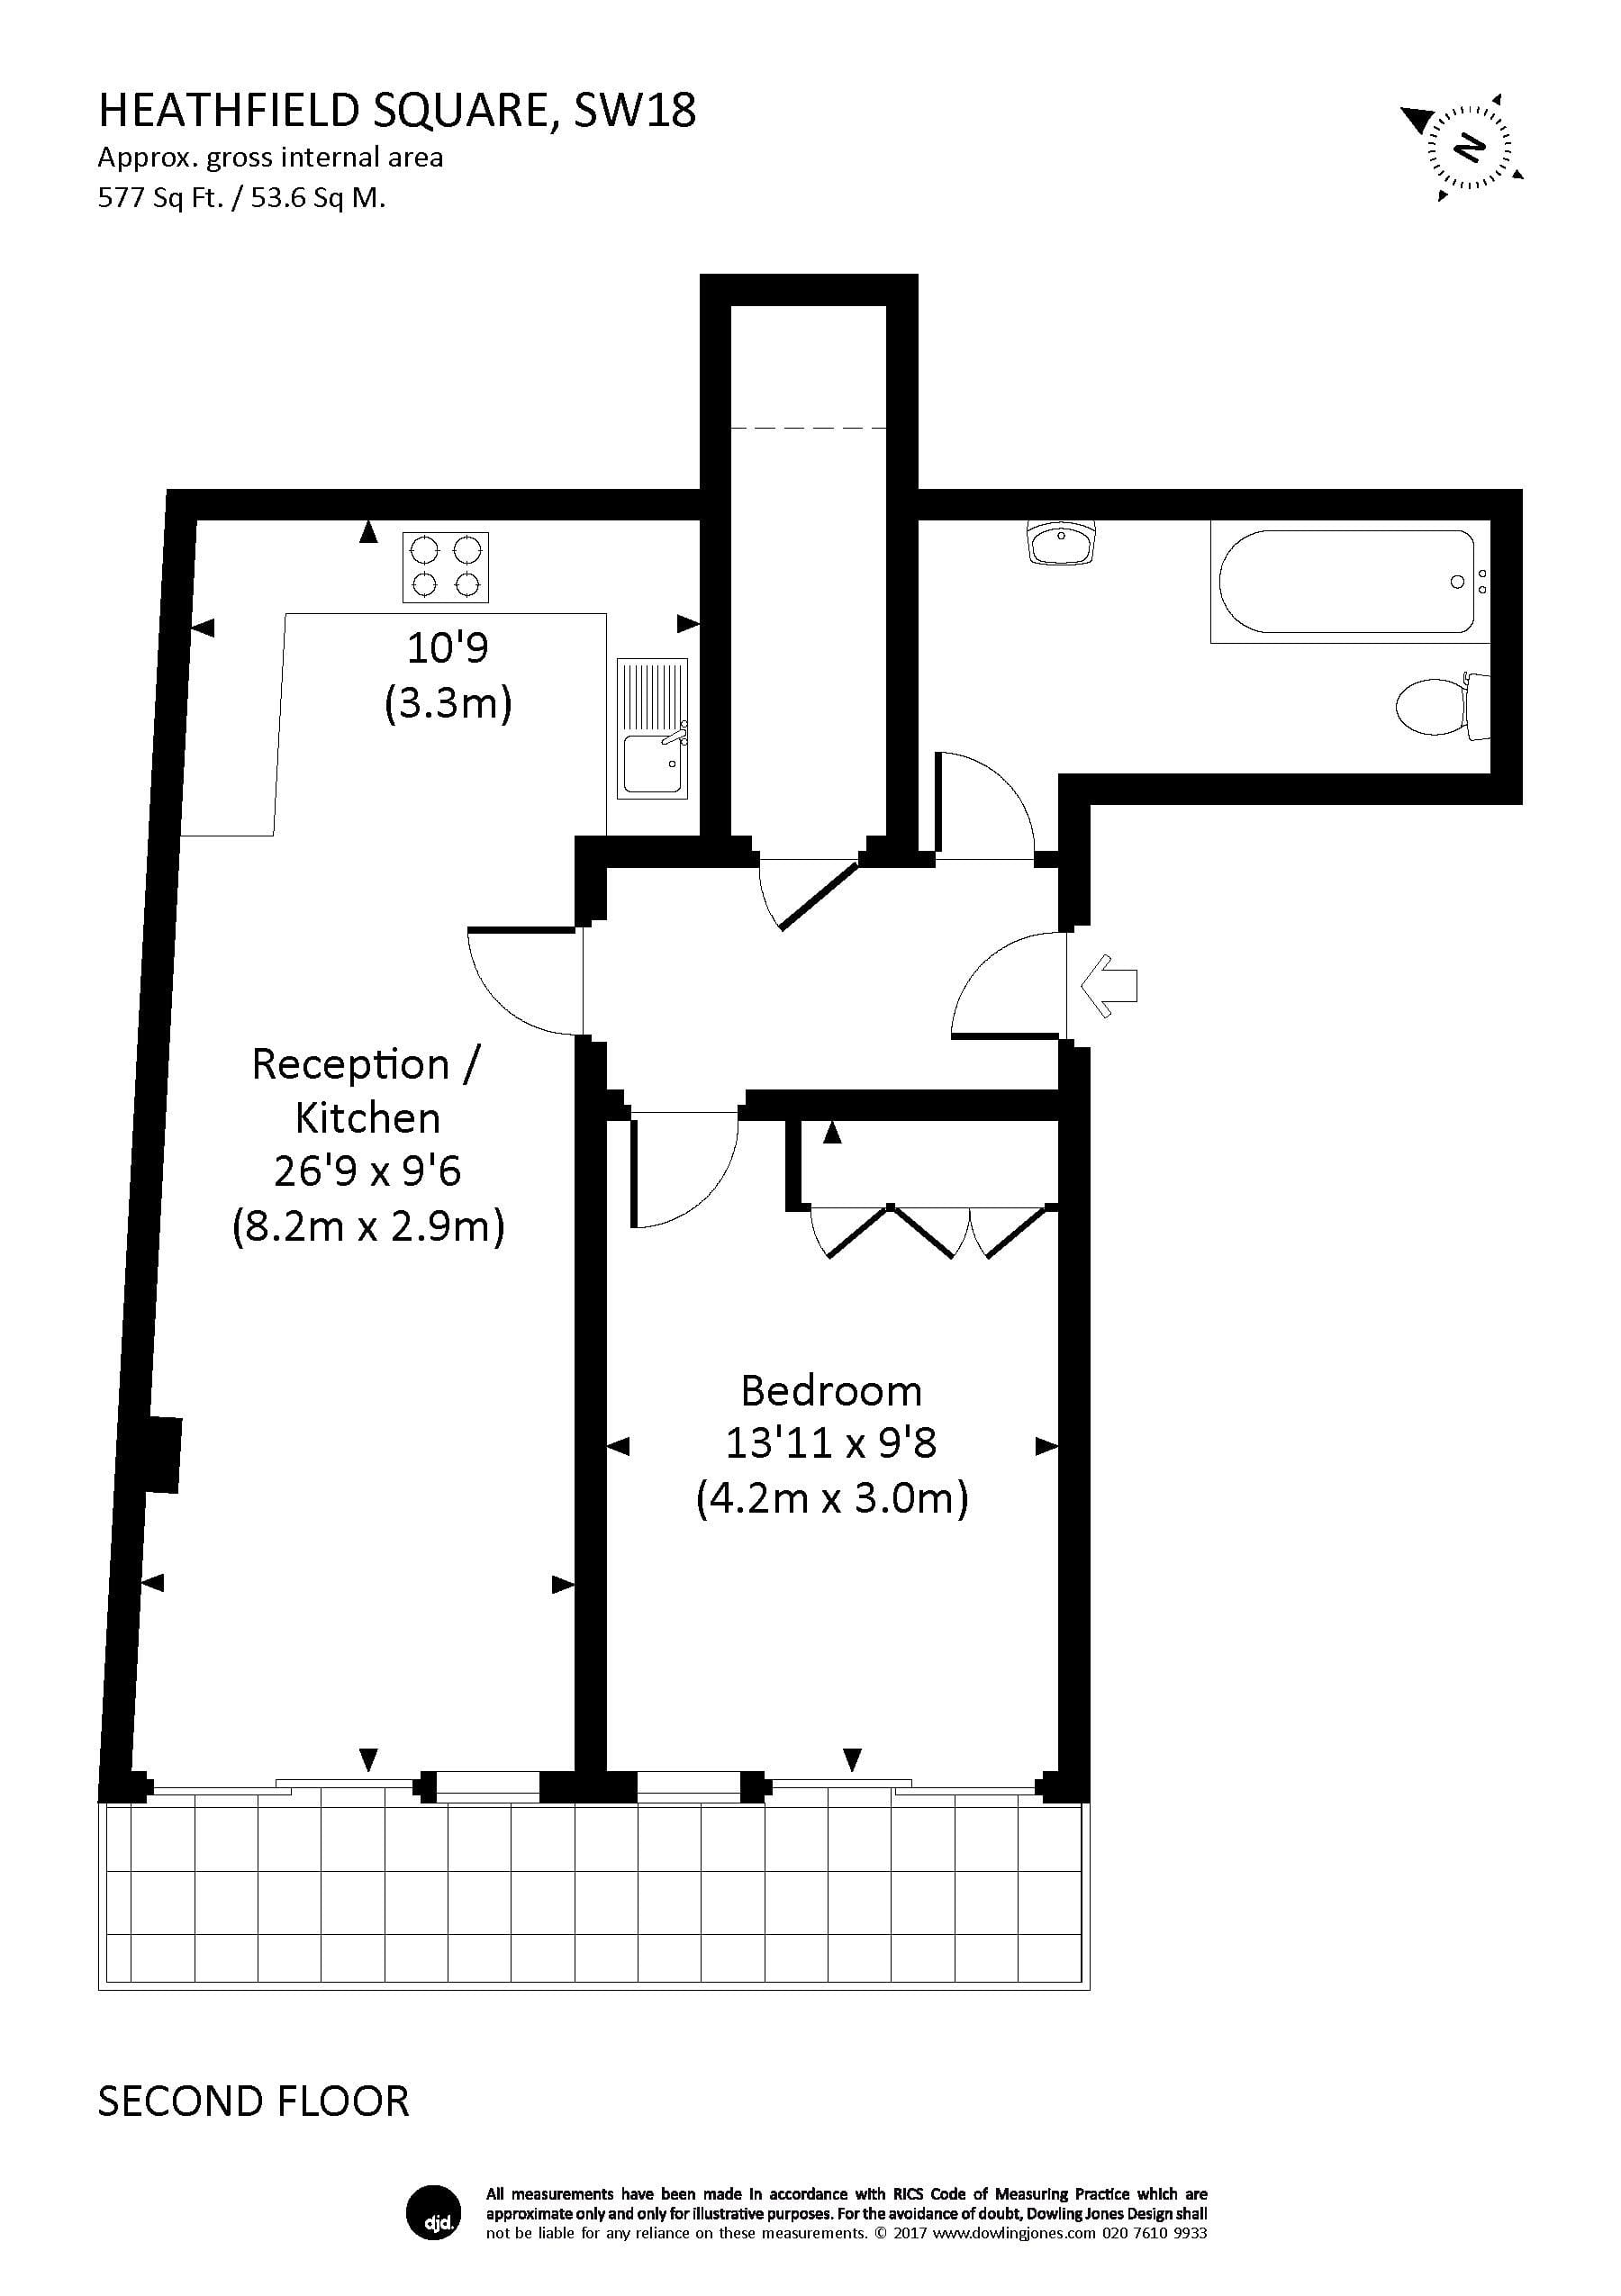 HEATHFIELD SQUARE, SW18
Approx. gross internal area
577 Sq Ft. / 53.6 Sq M.
N
10'9
(3.3m)
Reception /
Kitchen
26'9 x 9'6
(8.2m x 2.9m)
Bedroom
13'11 x 9'8
(4.2m x 3.0m)
SECOND FLOOR
djd.
All measurements have been made in accordance with RICS Code of Measuring Practice which are
approximate only and only for illustrative purposes. For the avoidance of doubt, Dowling Jones Design shall
not be liable for any reliance on these measurements. © 2017 www.dowlingjones.com 020 7610 9933